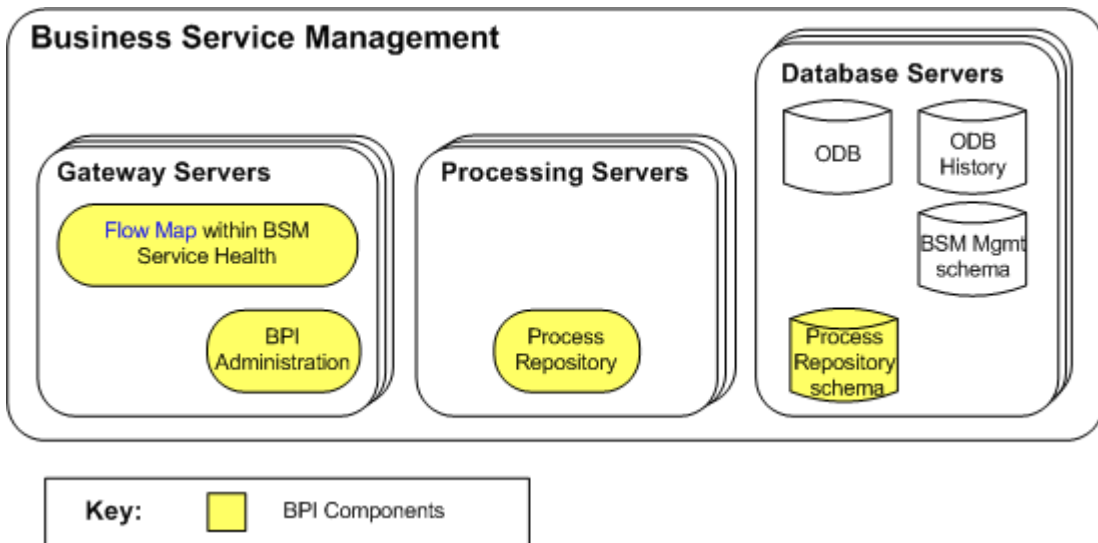 Business Service Management
Gateway Servers
Flow Map within BSM
Service Health
BPI
Administration
Processing Servers
Process
Repository
Database Servers
ODB
ODB
History
BSM Mgmt
schema
Process
Repository
schema
Key:
BPI Components